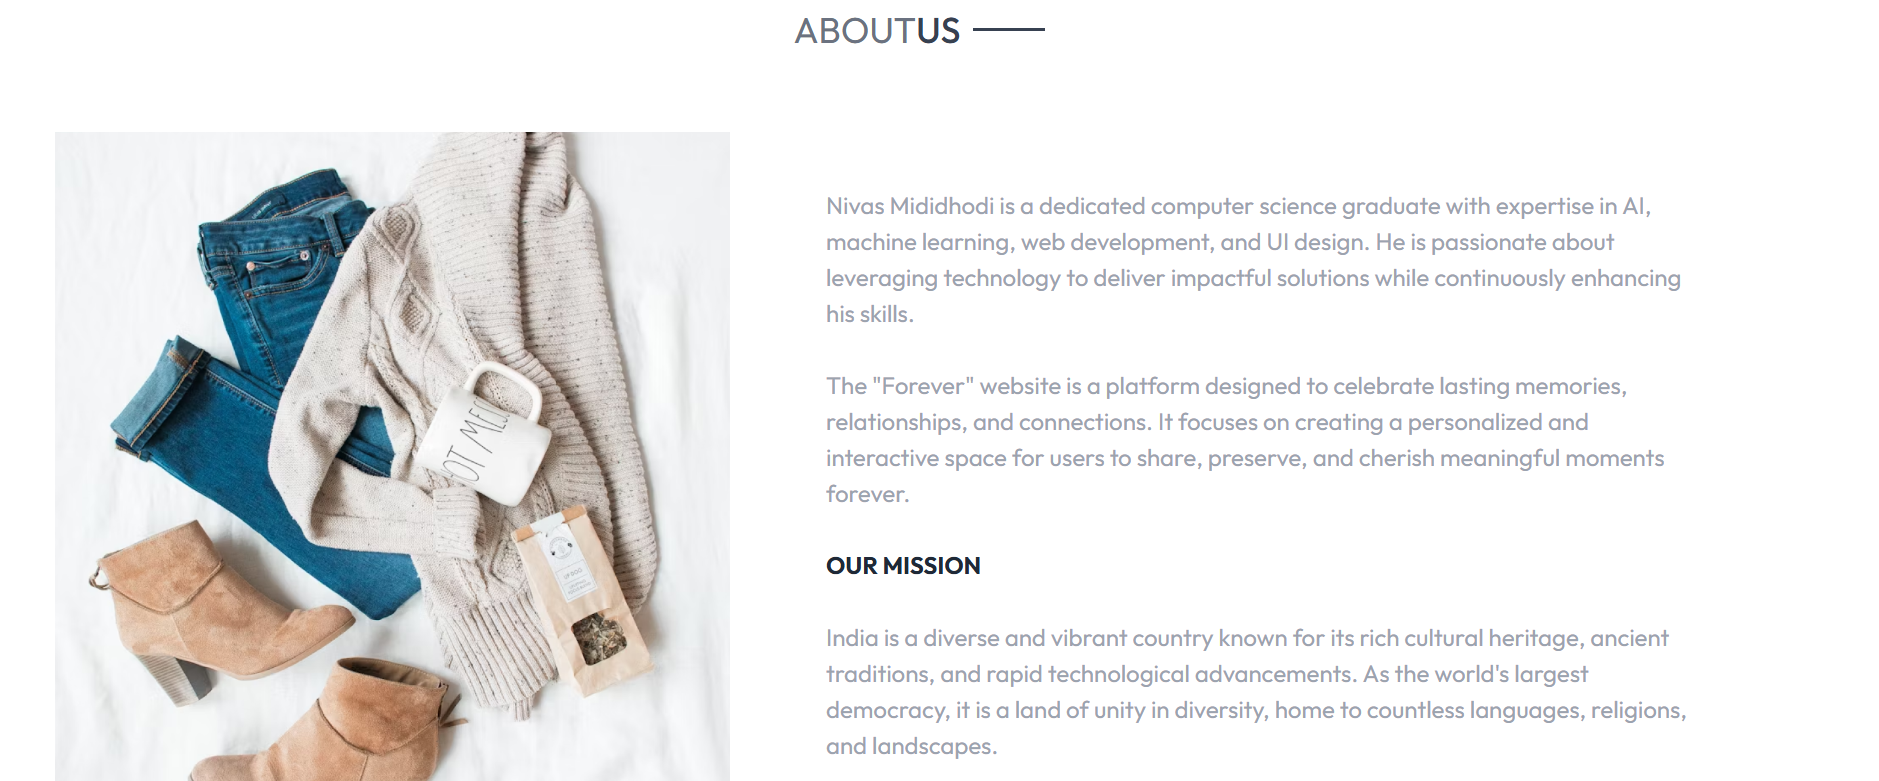 ABOUTUS
Nivas Mididhodi is a dedicated computer science graduate with expertise in AI,
machine learning, web development, and UI design. He is passionate about
leveraging technology to deliver impactful solutions while continuously enhancing
his skills.
The "Forever" website is a platform designed to celebrate lasting memories,
relationships, and connections. It focuses on creating a personalized and
interactive space for users to share, preserve, and cherish meaningful moments
forever.
OUR MISSION
India is a diverse and vibrant country known for its rich cultural heritage, ancient
traditions, and rapid technological advancements. As the world's largest
democracy, it is a land of unity in diversity, home to countless languages, religions,
and landscapes.